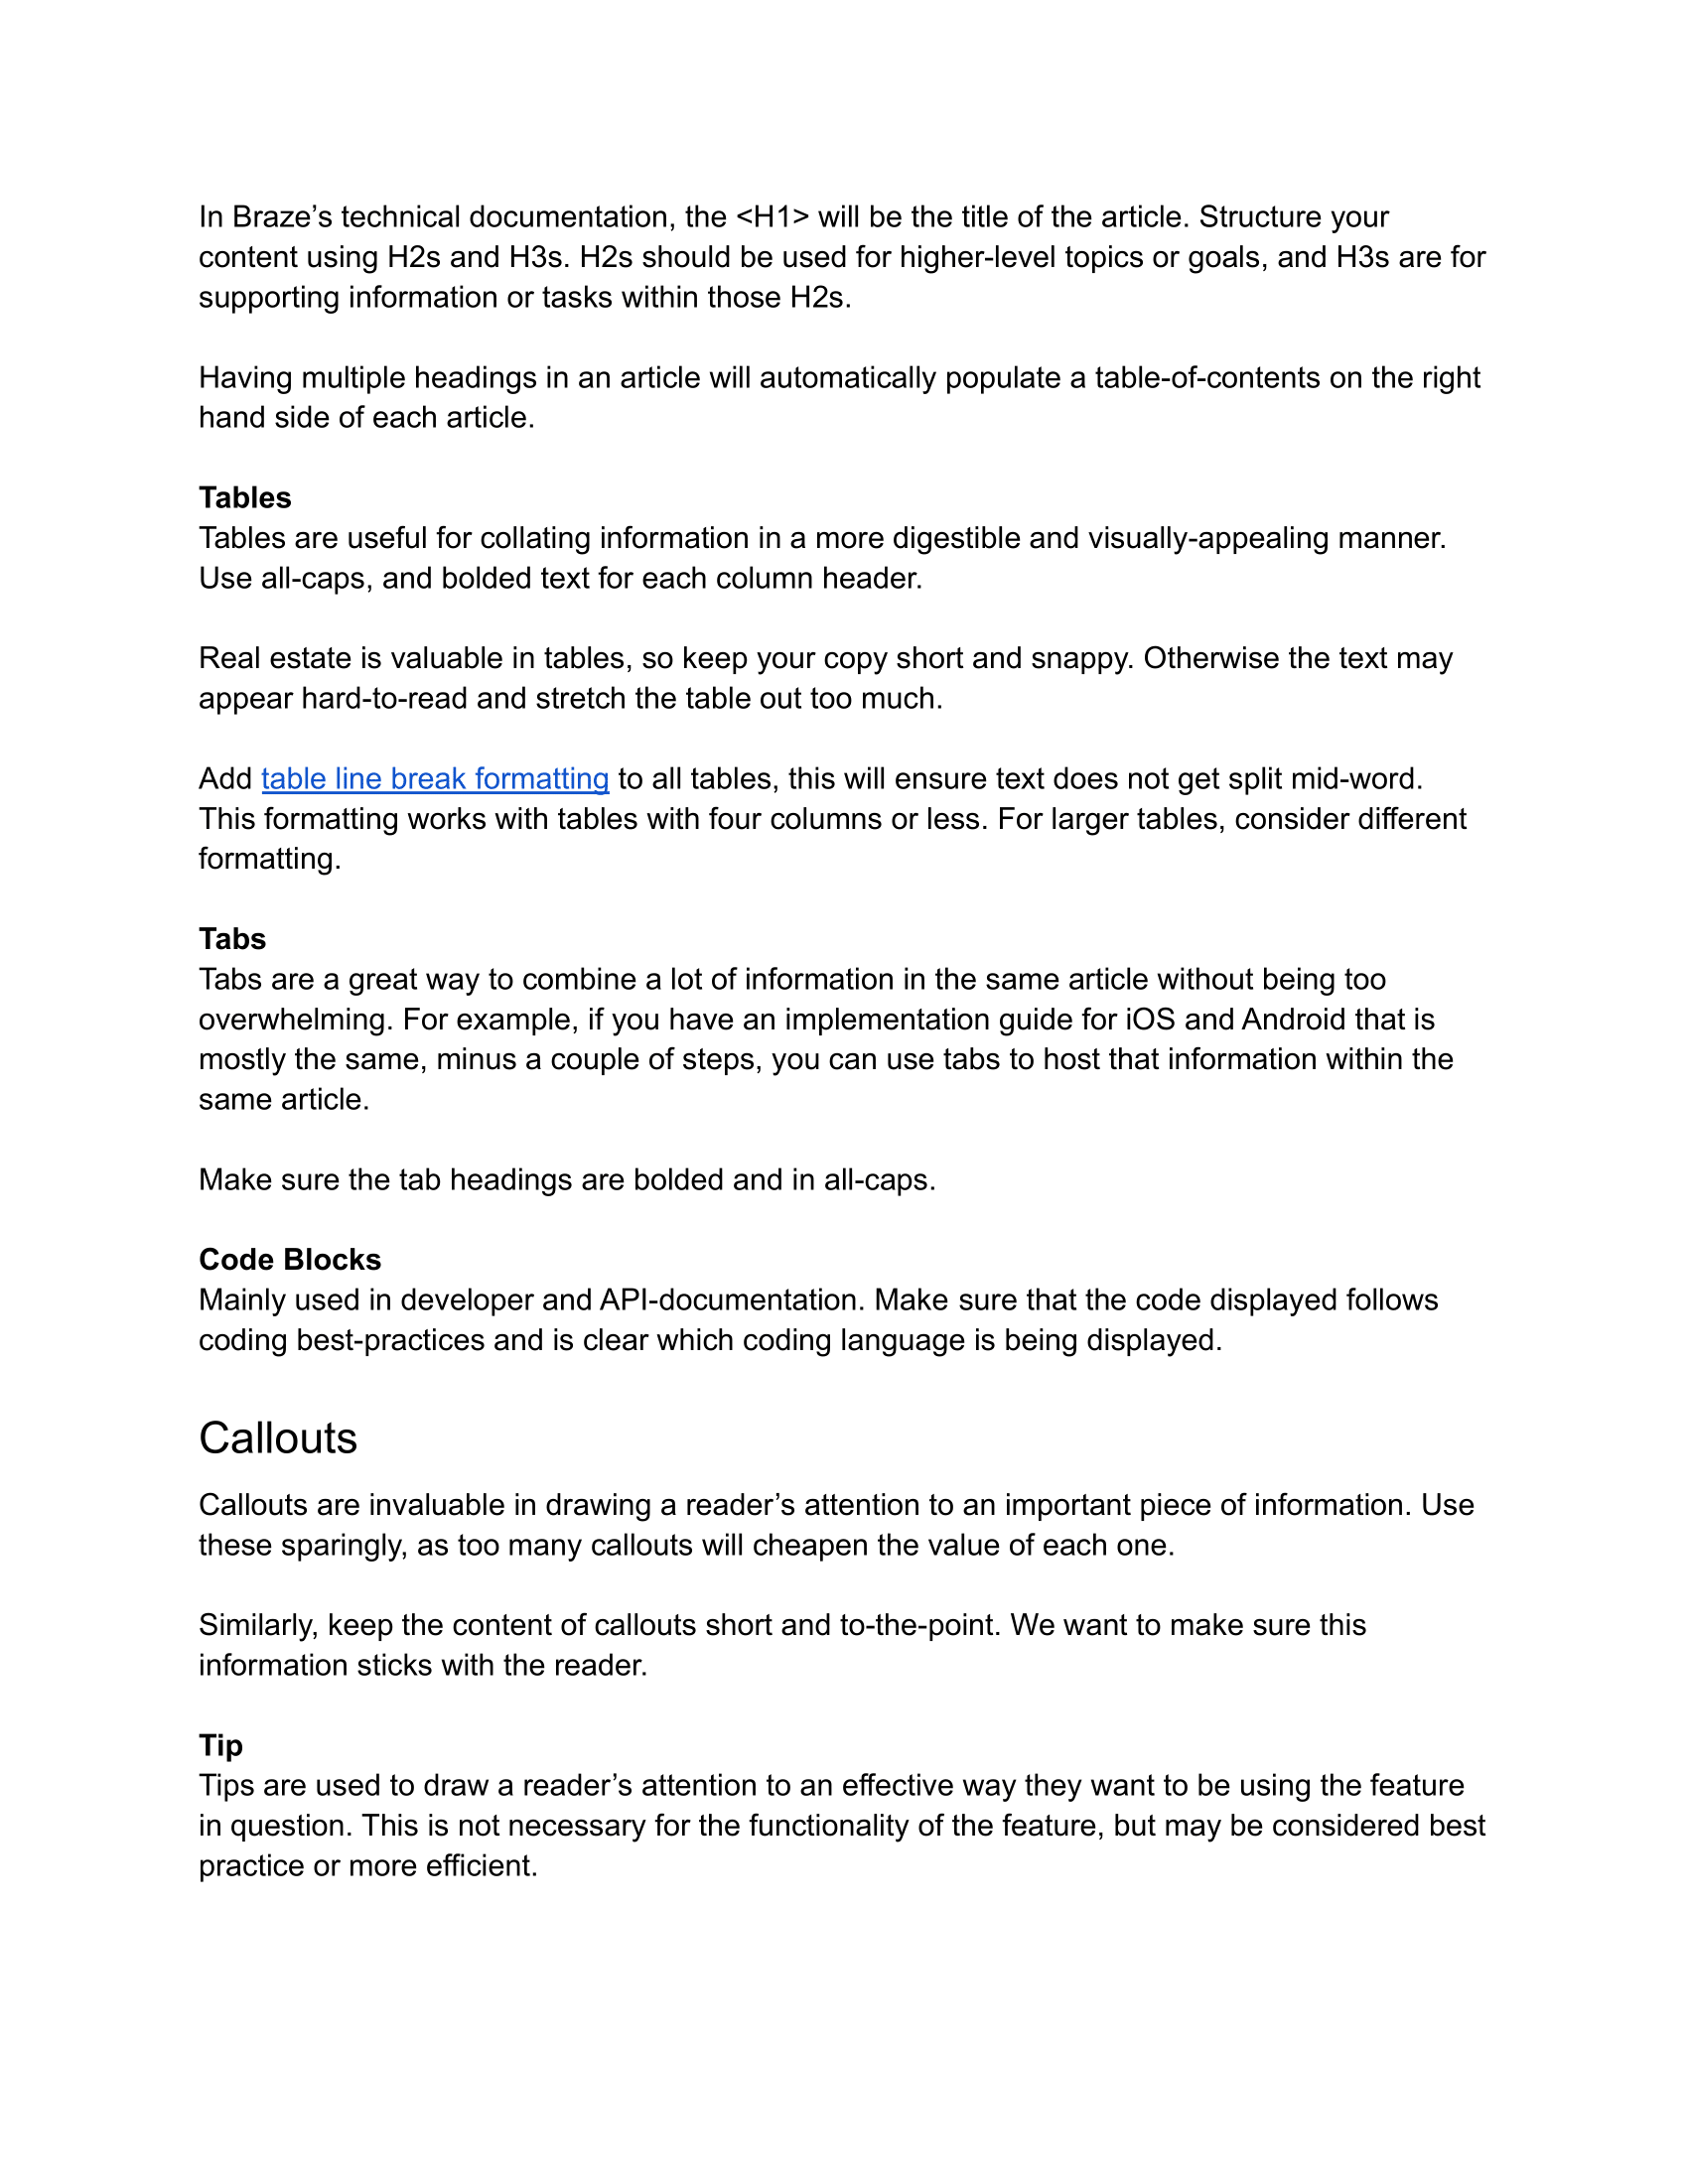 In Braze’s technical documentation, the <H1> will be the title of the article. Structure your
content using H2s and H3s. H2s should be used for higher-level topics or goals, and H3s are for
supporting information or tasks within those H2s.
Having multiple headings in an article will automatically populate a table-of-contents on the right
hand side of each article.
Tables
Tables are useful for collating information in a more digestible and visually-appealing manner.
Use all-caps, and bolded text for each column header.
Real estate is valuable in tables, so keep your copy short and snappy. Otherwise the text may
appear hard-to-read and stretch the table out too much.
Add table line break formatting to all tables, this will ensure text does not get split mid-word.
This formatting works with tables with four columns or less. For larger tables, consider different
formatting.
Tabs
Tabs are a great way to combine a lot of information in the same article without being too
overwhelming. For example, if you have an implementation guide for iOS and Android that is
mostly the same, minus a couple of steps, you can use tabs to host that information within the
same article.
Make sure the tab headings are bolded and in all-caps.
Code Blocks
Mainly used in developer and API-documentation. Make sure that the code displayed follows
coding best-practices and is clear which coding language is being displayed.
Callouts
Callouts are invaluable in drawing a reader’s attention to an important piece of information. Use
these sparingly, as too many callouts will cheapen the value of each one.
Similarly, keep the content of callouts short and to-the-point. We want to make sure this
information sticks with the reader.
Tip
Tips are used to draw a reader’s attention to an effective way they want to be using the feature
in question. This is not necessary for the functionality of the feature, but may be considered best
practice or more efficient.